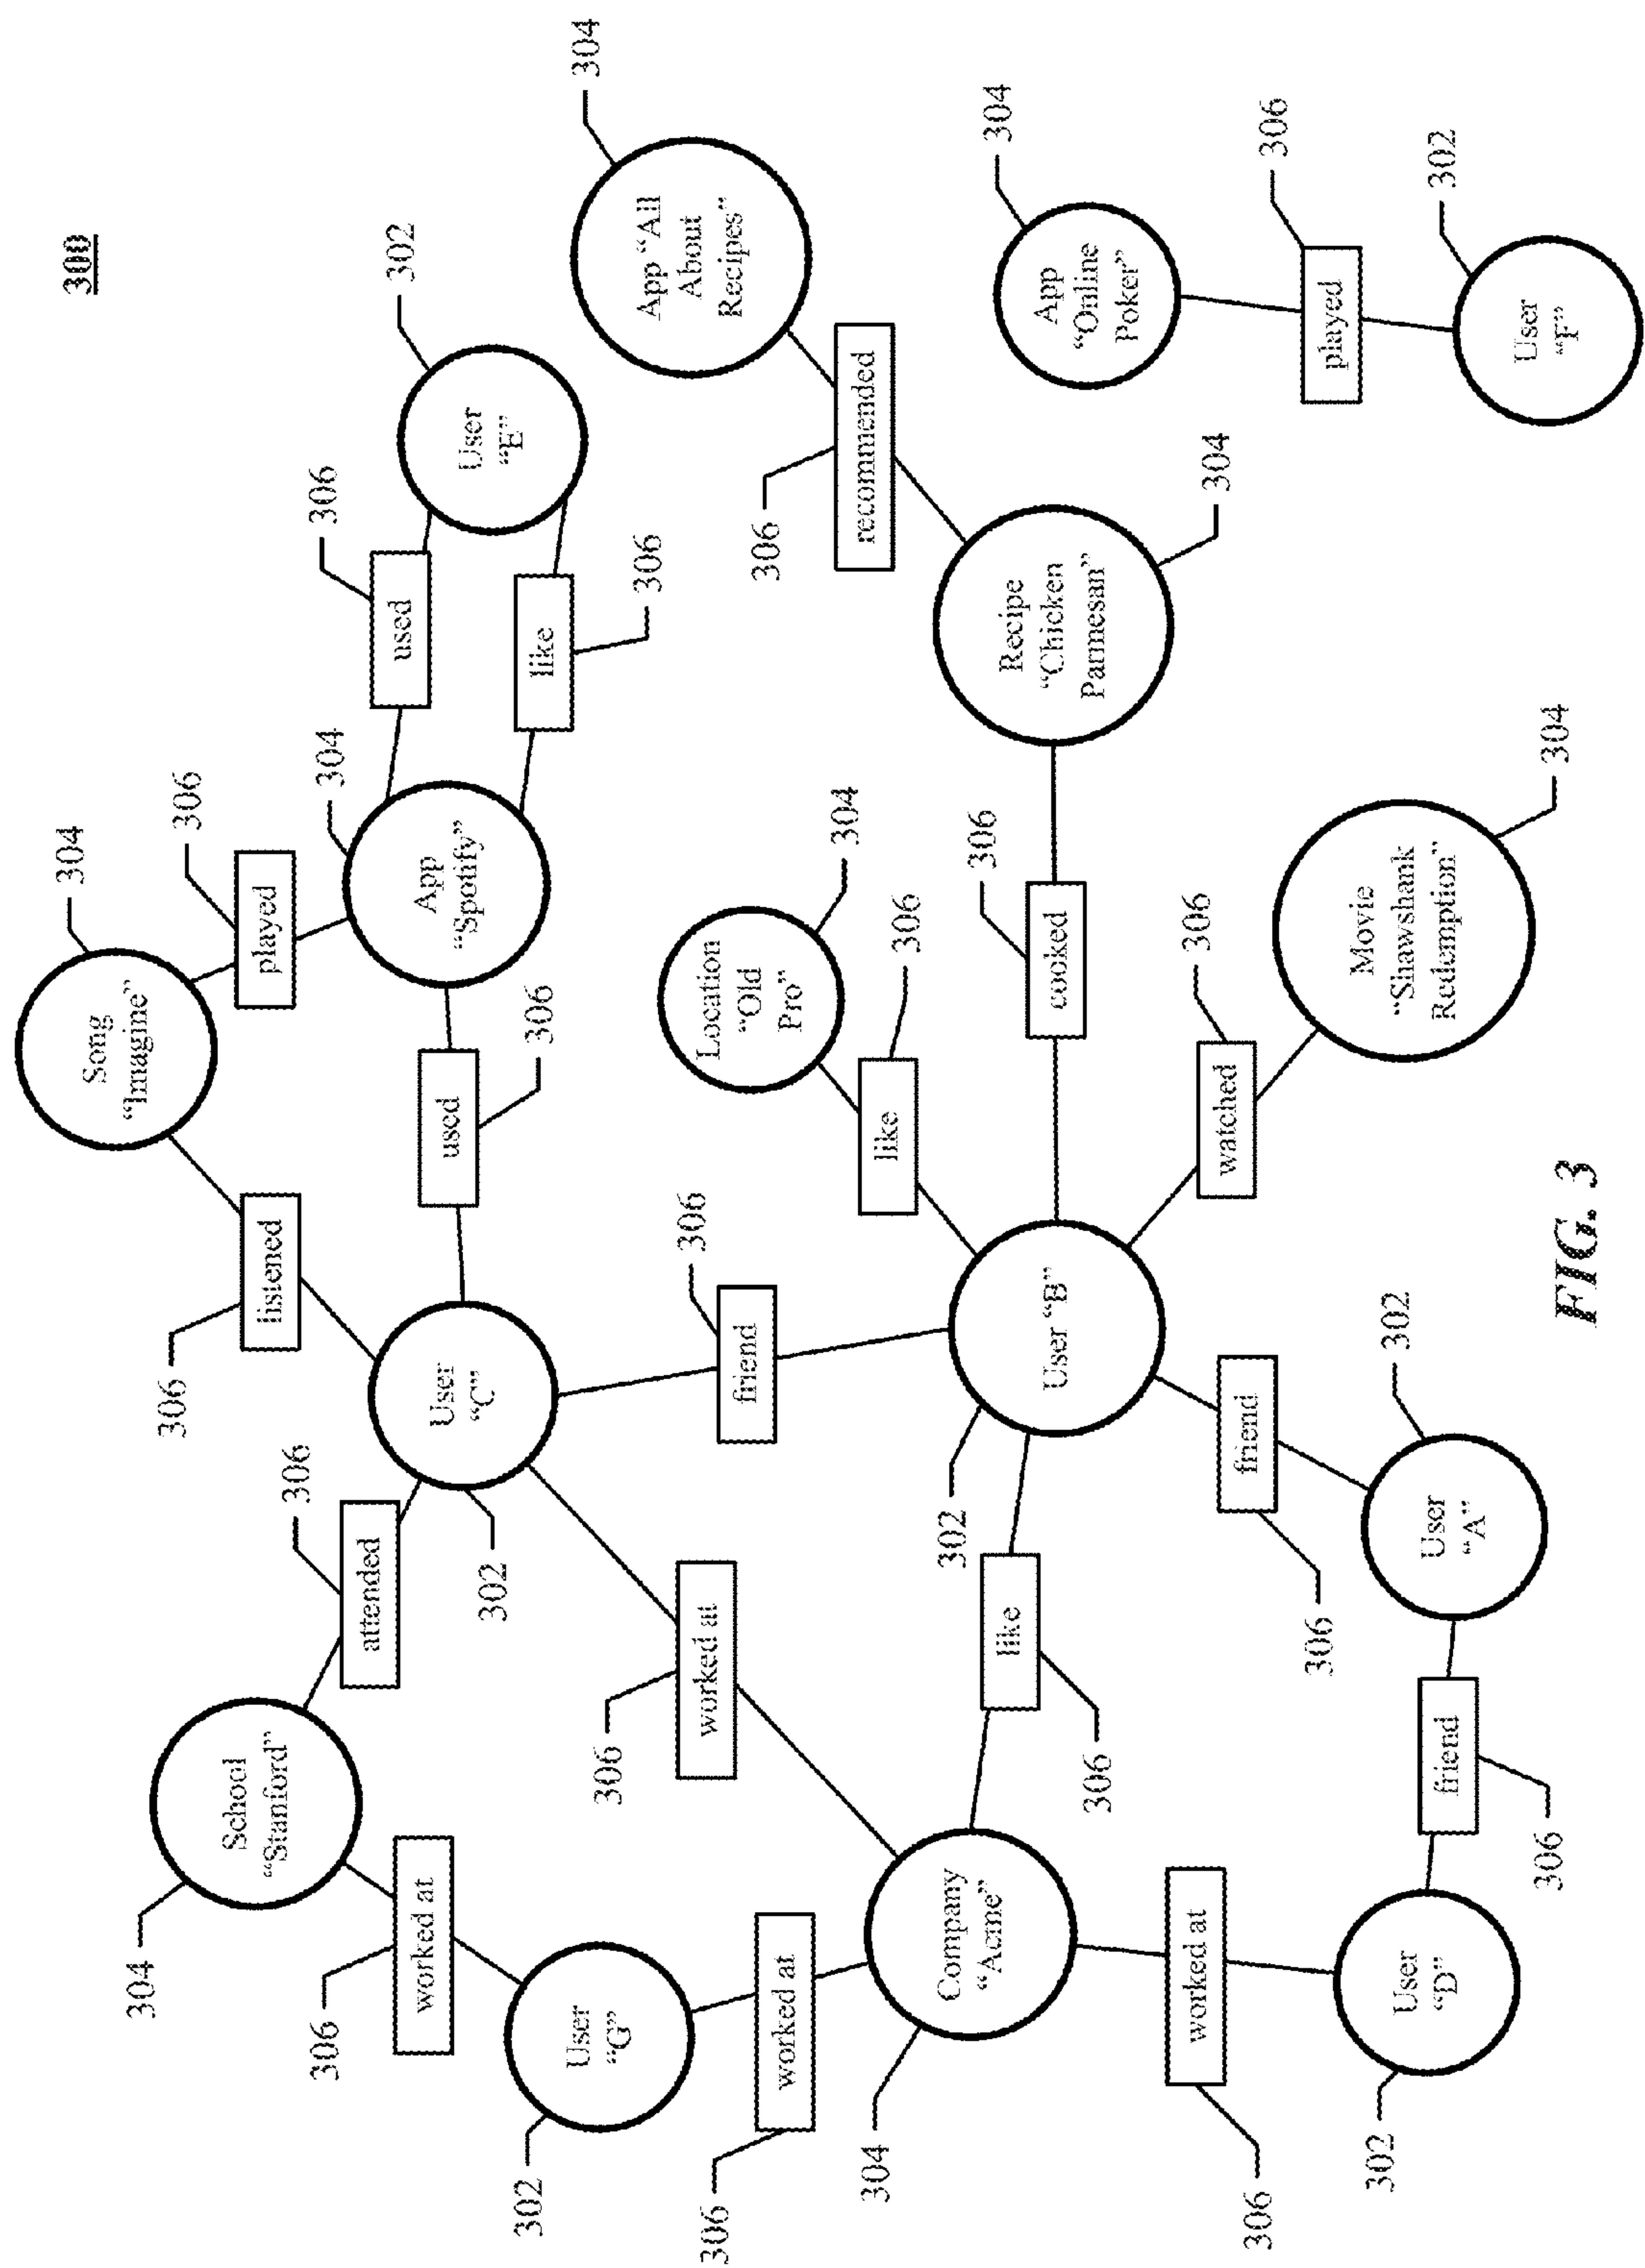 300
304
Song
"Imagine"
304
306
306
306
School
"Stanford"
attended
listened
played
304
306
306
worked at
User
"C"
used
App
"Spotify"
used
302
User
"E"
302
302
306
like
306
User
"G"
306
worked at
306
friend
304
306
306
worked at
Location
"Old
Pro"
304
App "All
About
Recipes"
306
recommended
304
like
306
302
306
Company
"Acme"
like
User "B"
cooked
Recipe
"Chicken
Parmesan"
304
App
"Online
Poker"
304
306
306
worked at
friend
watched
304
306
306
306
played
302
User
"D"
friend
User
"A"
302
Movie
"Shawshank
Redemption"
User
"F"
302
306
304
FIG. 3